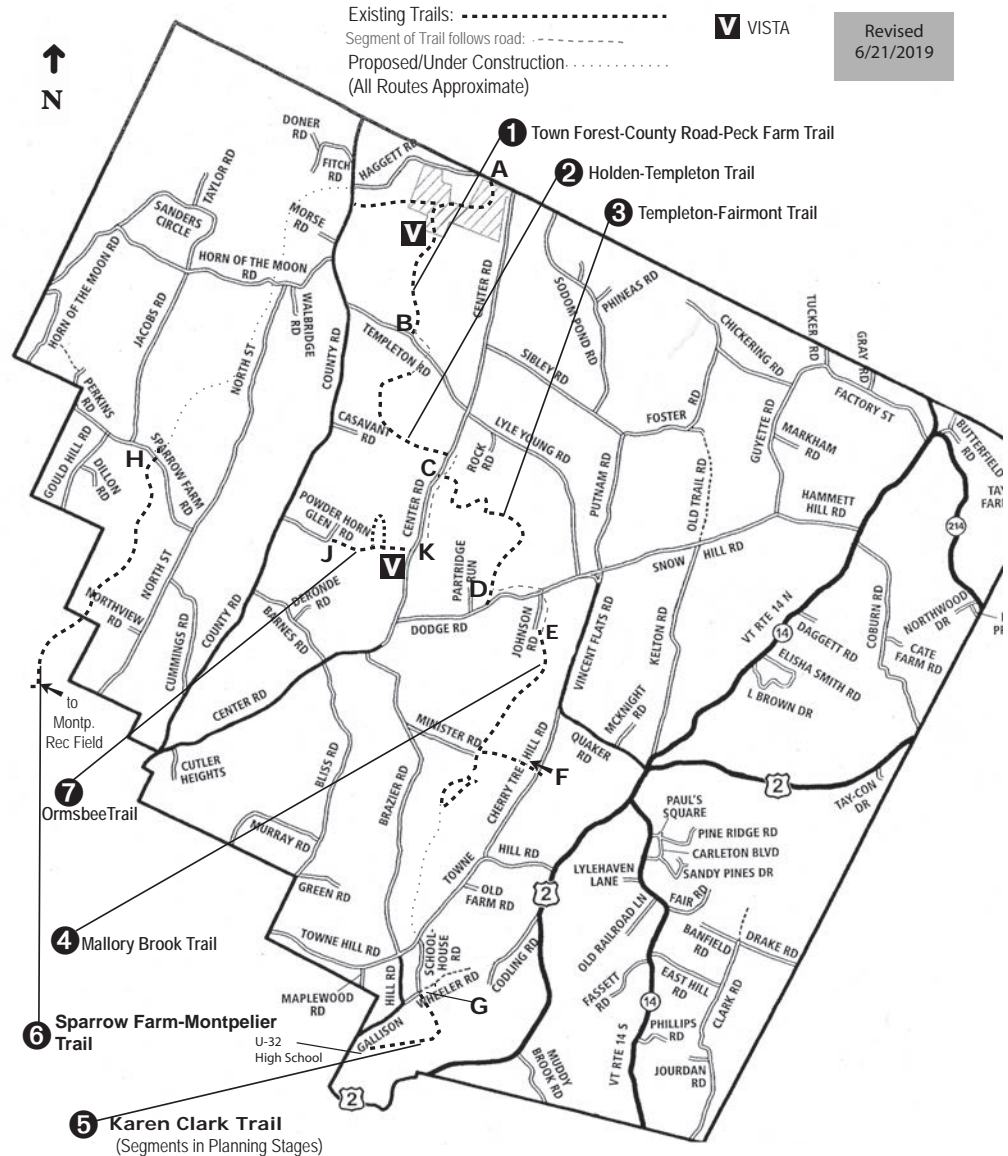 Existing Trails:
Segment of Trail follows road:
Proposed/Under Construction
(All Routes Approximate)
V VISTA
Revised
6/21/2019
N
1 Town Forest-County Road-Peck Farm Trail
2 Holden-Templeton Trail
3 Templeton-Fairmont Trail
DONER
RD
FITCH
RD
HAGGETT RD
A
TAYLOR RD
SANDERS
CIRCLE
MORSE
RD
V
HORN OF THE MOON
RD
HORN OF THE MOON RD
JACOBS RD
NORTH ST
WALBRIDGE
RD
COUNTY RD
B
TEMPLETON RD
CENTER RD
SODOM POND RD
PHINEAS RD
SIBLEY RD
CHICKERING RD
TUCKER RD
GRAY RD
FACTORY ST
FOSTER
RD
BUTTERFIELD
RD
PERKINS
RD
GOULD HILL RD
H
DILLON
RD
SPARROW FARM
RD
CASAVANT
RD
C
ROCK
RD
LYLE YOUNG RD
PUTNAM RD
OLD TRAIL RD
GUYETTE RD
MARKHAM
RD
HAMMETT
HILL RD
214
POWDER HORN
GLEN RD
CENTER RD
J
V
K
PARTRIDGE
RUN
D
SNOW HILL RD
NORTHVIEW
RD
NORTH ST
CUMMINGS RD
COUNTY RD
DERONDE
RD
BARNES RD
DODGE RD
JOHNSON
RD
E
VINCENT FLATS RD
KELTON RD
VT RTE 14 N
14
DAGGETT RD
ELISHA SMITH RD
L BROWN DR
COBURN RD
NORTHWOOD
DR
CATE
FARM RD
to
Montp.
Rec Field
CENTER RD
CUTLER
HEIGHTS
BLISS RD
BRAZIER RD
MINISTER RD
F
CHERRY TREE HILL RD
QUAKER
RD
MCKNIGHT
RD
2
TAY-CON
DR
7
OrmsbeeTrail
MURRAY RD
GREEN RD
TOWNE
HILL RD
OLD
FARM RD
2
LYLEHAVEN
LANE
PAUL'S
SQUARE
PINE RIDGE RD
CARLETON BLVD
SANDY PINES DR
FAIR RD
4 Mallory Brook Trail
TOWNE HILL RD
SCHOOL-
HOUSE
RD
CODLING RD
OLD RAILROAD LN
BANFIELD
RD
DRAKE RD
MAPLEWOOD
RD
HILL RD
WHEELER RD
G
FASSETT
RD
EAST HILL
RD
CLARK RD
14
6 Sparrow Farm-Montpelier
Trail
U-32
High School
GALLISON
2
MUDDY
BROOK RD
VT RTE 14 S
PHILLIPS
RD
JOURDAN
RD
5 Karen Clark Trail
(Segments in Planning Stages)